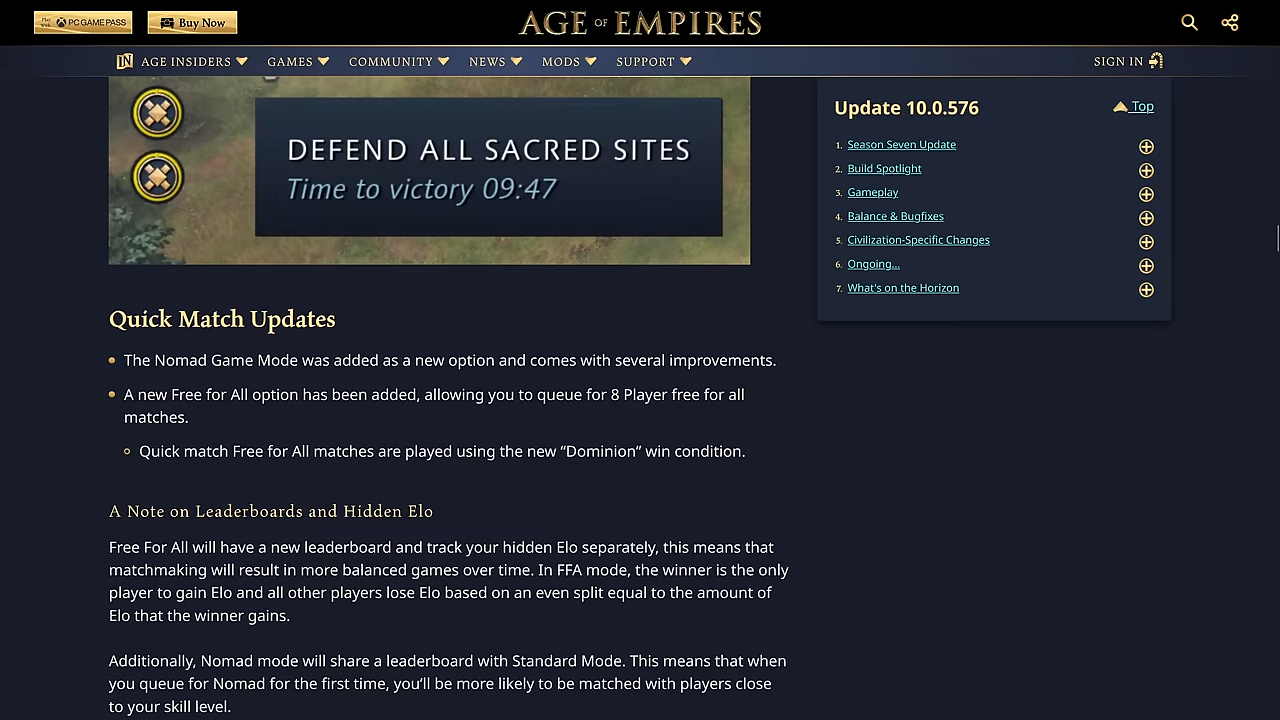 Play with PC GAME PASS
Buy Now
AGE OF EMPIRES
AGE INSIDERS
GAMES
COMMUNITY
NEWS
MODS
SUPPORT
SIGN IN
DEFEND ALL SACRED SITES
Time to victory 09:47
Quick Match Updates
The Nomad Game Mode was added as a new option and comes with several improvements.
A new Free for All option has been added, allowing you to queue for 8 Player free for all
matches.
Quick match Free for All matches are played using the new “Dominion” win condition.
A Note on Leaderboards and Hidden Elo
Free For All will have a new leaderboard and track your hidden Elo separately, this means that
matchmaking will result in more balanced games over time. In FFA mode, the winner is the only
player to gain Elo and all other players lose Elo based on an even split equal to the amount of
Elo that the winner gains.
Additionally, Nomad mode will share a leaderboard with Standard Mode. This means that when
you queue for Nomad for the first time, you’ll be more likely to be matched with players close
to your skill level.
Update 10.0.576
Top
1. Season Seven Update
2. Build Spotlight
3. Gameplay
4. Balance & Bugfixes
5. Civilization-Specific Changes
6. Ongoing...
7. What's on the Horizon